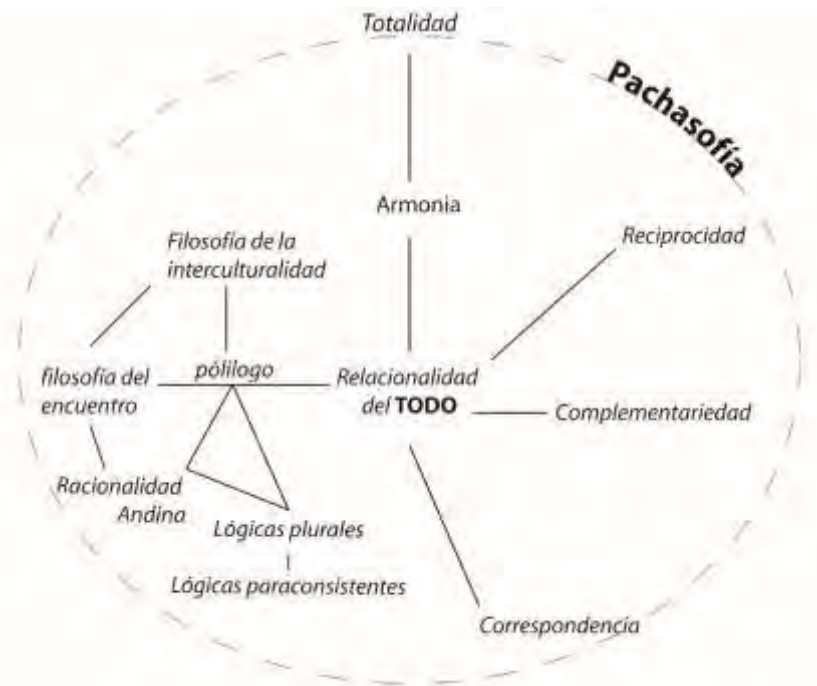 Totalidad
Pachasofía
Armonia
Reciprocidad
Filosofía de la
interculturalidad
filosofía del
encuentro
pólilogo
Relacionalidad
del TODO
Complementariedad
Racionalidad
Andina
Lógicas plurales
Lógicas paraconsistentes
Correspondencia